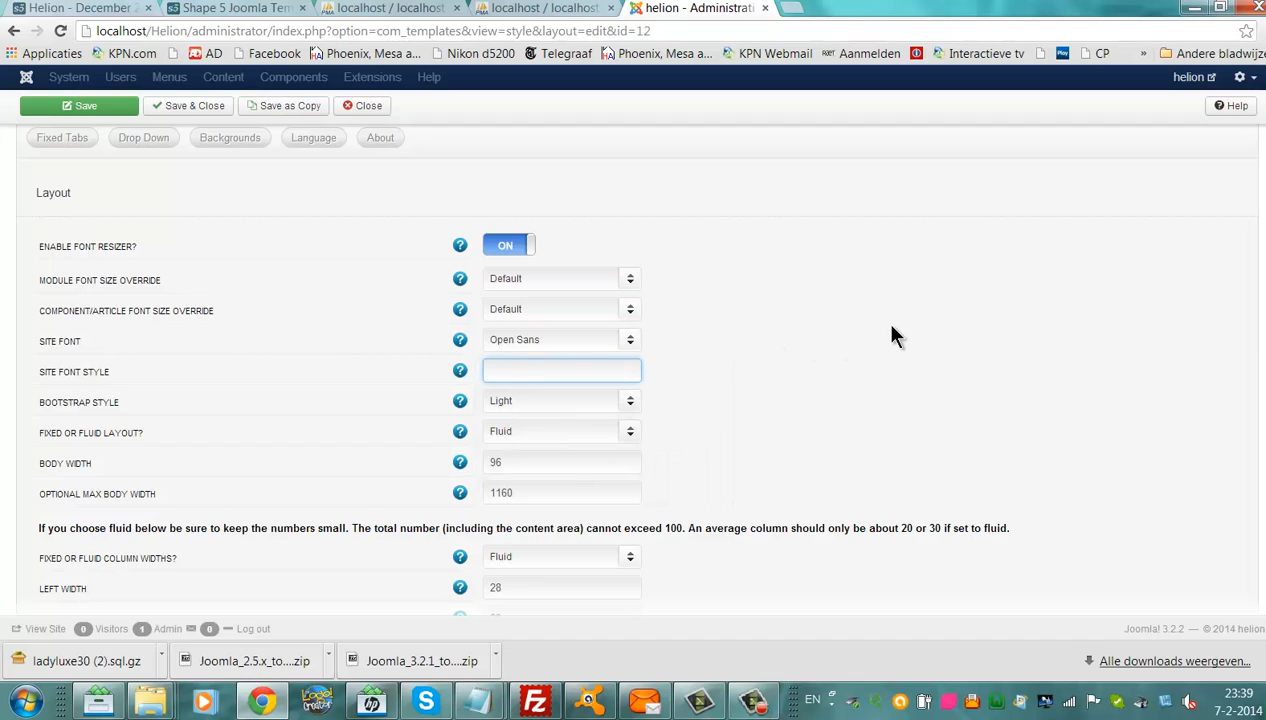 Helion - December 2
Shape 5 Joomla Tem
localhost / localhost /
localhost / localhost /
helion - Administrati
localhost/Helion/administrator/index.php?option=com_templates&view=style&layout=edit&id=12
Applicaties KPN.com AD Facebook Phoenix, Mesa a... Nikon d5200 Telegraaf Phoenix, Mesa a... KPN Webmail Aanmelden Interactieve tv CP » Andere bladwijze
System Users Menus Content Components Extensions Help helion
Save Save & Close Save as Copy Close Help
Fixed Tabs Drop Down Backgrounds Language About
Layout
ENABLE FONT RESIZER? ON
MODULE FONT SIZE OVERRIDE Default
COMPONENT/ARTICLE FONT SIZE OVERRIDE Default
SITE FONT Open Sans
SITE FONT STYLE
BOOTSTRAP STYLE Light
FIXED OR FLUID LAYOUT? Fluid
BODY WIDTH 96
OPTIONAL MAX BODY WIDTH 1160
If you choose fluid below be sure to keep the numbers small. The total number (including the content area) cannot exceed 100. An average column should only be about 20 or 30 if set to fluid.
FIXED OR FLUID COLUMN WIDTHS? Fluid
LEFT WIDTH 28
View Site 0 Visitors 1 Admin 0 Log out Joomla! 3.2.2 — © 2014 helion
ladyluxe30 (2).sql.gz Joomla_2.5.x_to....zip Joomla_3.2.1_to....zip Alle downloads weergeven...
EN 23:39
7-2-2014